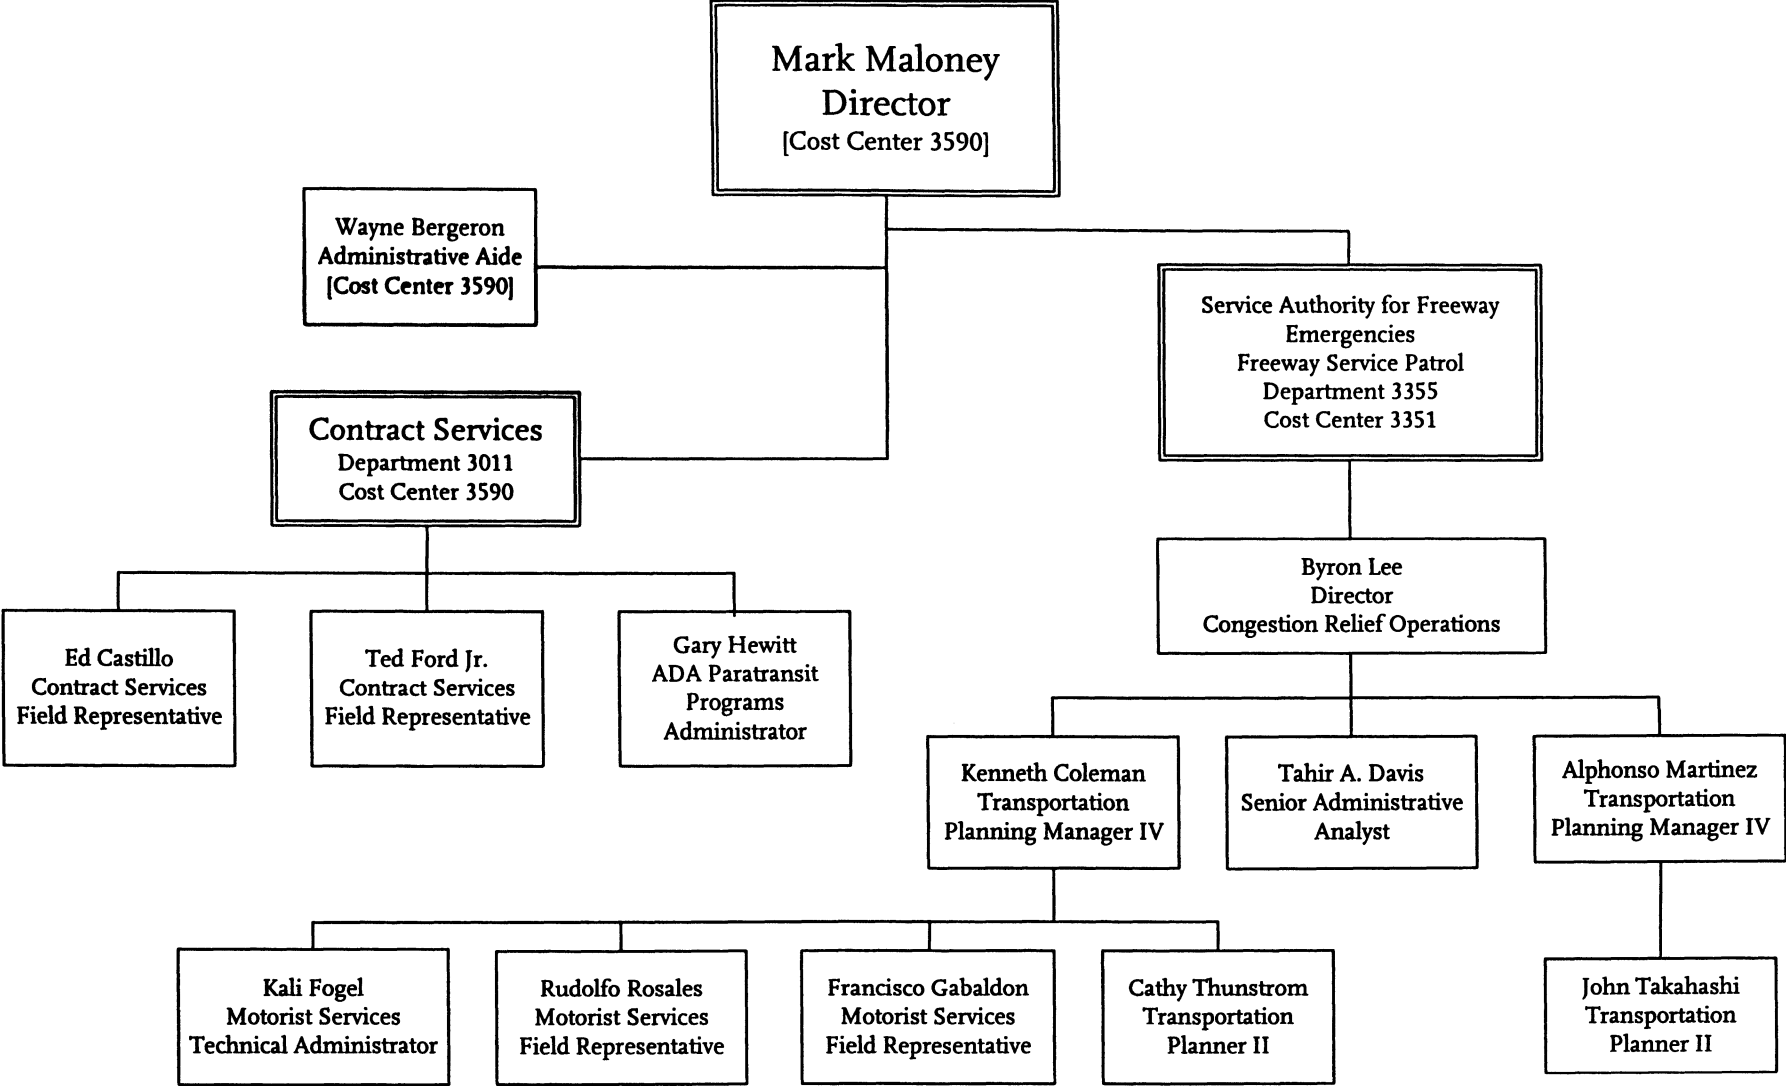 Mark Maloney
Director
[Cost Center 3590]
Wayne Bergeron
Administrative Aide
[Cost Center 3590]
Service Authority for Freeway
Emergencies
Freeway Service Patrol
Department 3355
Cost Center 3351
Contract Services
Department 3011
Cost Center 3590
Byron Lee
Director
Congestion Relief Operations
Ed Castillo
Contract Services
Field Representative
Ted Ford Jr.
Contract Services
Field Representative
Gary Hewitt
ADA Paratransit
Programs
Administrator
Kenneth Coleman
Transportation
Planning Manager IV
Tahir A. Davis
Senior Administrative
Analyst
Alphonso Martinez
Transportation
Planning Manager IV
Kali Fogel
Motorist Services
Technical Administrator
Rudolfo Rosales
Motorist Services
Field Representative
Francisco Gabaldon
Motorist Services
Field Representative
Cathy Thunstrom
Transportation
Planner II
John Takahashi
Transportation
Planner II